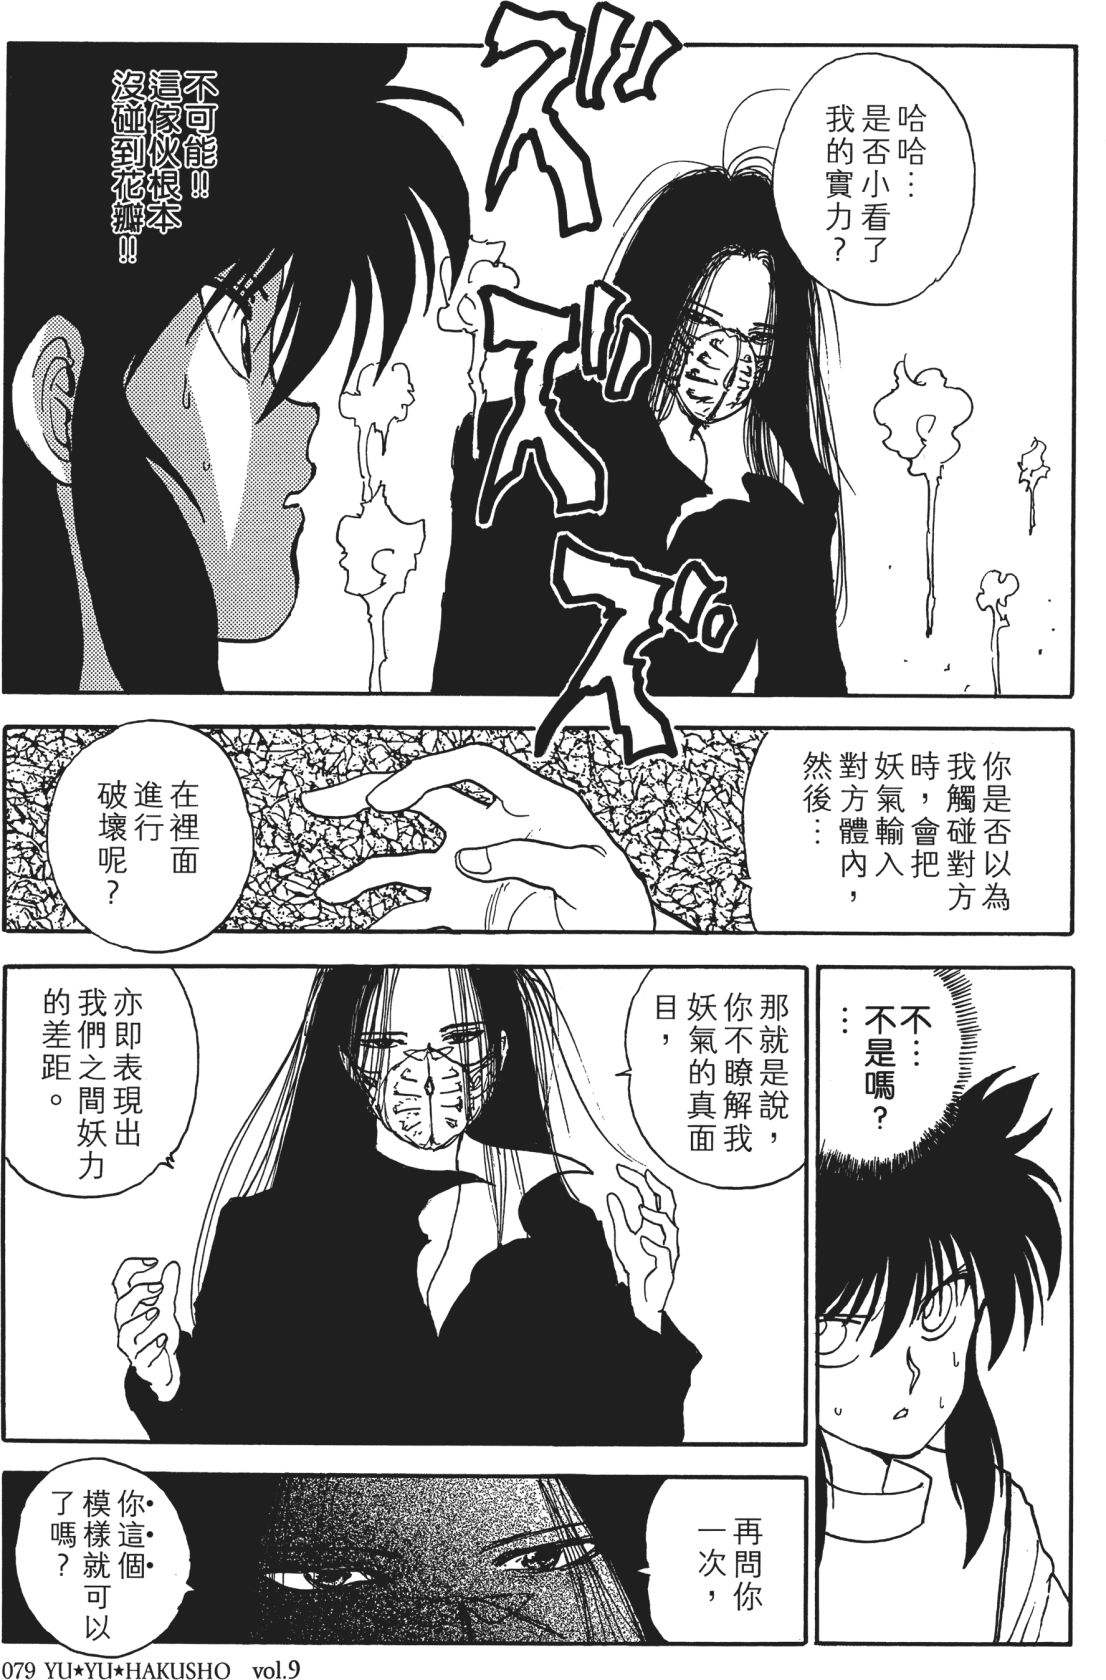 哈哈…
是否小看了
我的實力？
ズ
ズ
ズ
不可能!!
這傢伙根本
沒碰到花瓣!!
你是否以為
我觸碰對方
時，會把
妖氣輸入
對方體內，
然後…
在裡面
進行
破壞呢？
不…
不是嗎？
…
那就是說，
你不瞭解我
妖氣的真面
目，
亦即表現出
我們之間妖力
的差距。
再問你
一次，
你這個
模樣就可以
了嗎？
079 YU★YU★HAKUSHO vol.9